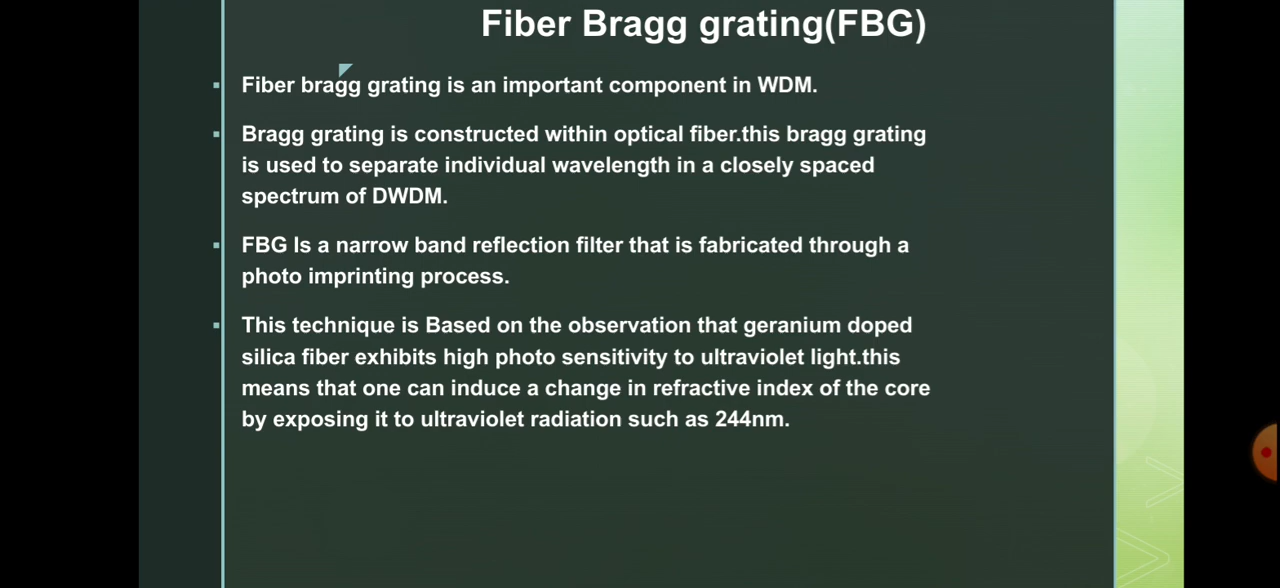 Fiber Bragg grating(FBG)
Fiber bragg grating is an important component in WDM.
Bragg grating is constructed within optical fiber.this bragg grating
is used to separate individual wavelength in a closely spaced
spectrum of DWDM.
FBG Is a narrow band reflection filter that is fabricated through a
photo imprinting process.
This technique is Based on the observation that geranium doped
silica fiber exhibits high photo sensitivity to ultraviolet light.this
means that one can induce a change in refractive index of the core
by exposing it to ultraviolet radiation such as 244nm.